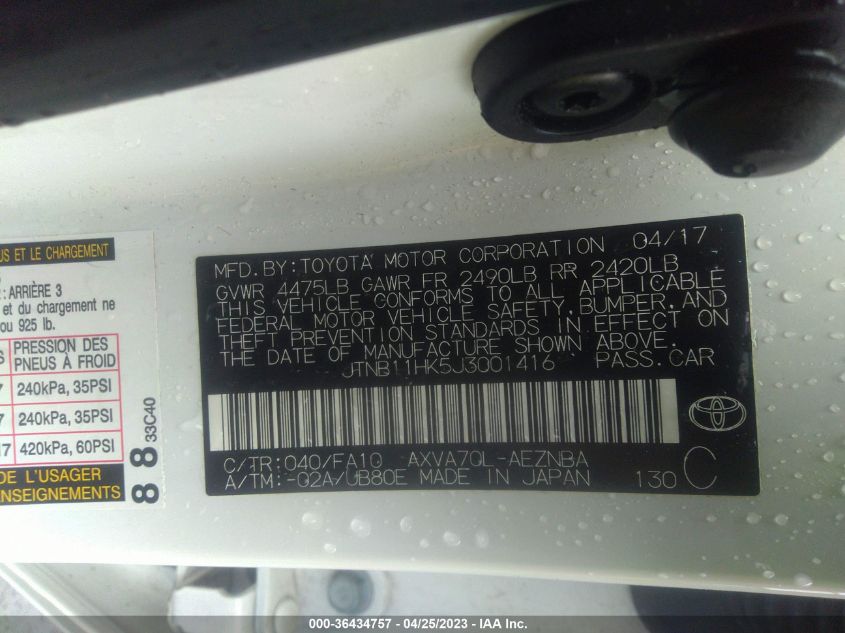 US ET LE CHARGEMENT
: ARRIÈRE 3
et du chargement ne
ou 925 lb.
PRESSION DES
PNEUS À FROID
240kPa, 35PSI
240kPa, 35PSI
17 420kPa, 60PSI
DE L'USAGER
ENSEIGNEMENTS
8 8 33C40
MFD. BY: TOYOTA MOTOR CORPORATION 04/17
GVWR 4475LB GAWR FR 2490LB RR 2420LB
THIS VEHICLE CONFORMS TO ALL APPLICABLE
FEDERAL MOTOR VEHICLE SAFETY, BUMPER, AND
THEFT PREVENTION STANDARDS IN EFFECT ON
THE DATE OF MANUFACTURE SHOWN ABOVE.
JTNB11HK5J3001416 PASS. CAR
C/TR: 040/FA10 AXVA70L-AEZNBA
A/TM: -02A/UB80E MADE IN JAPAN 130 C
000-36434757 - 04/25/2023 - IAA Inc.